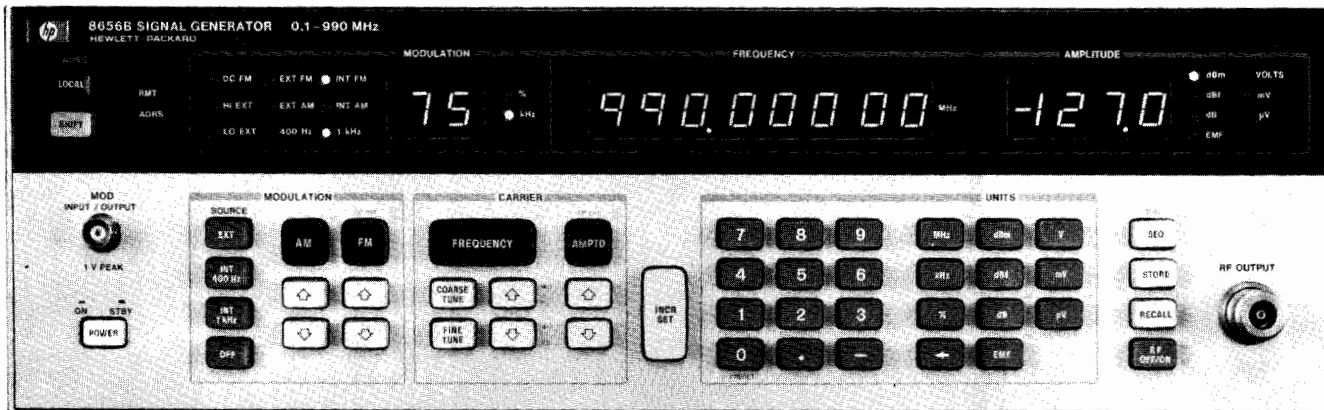 hp 8656B SIGNAL GENERATOR 0.1–990 MHz
HEWLETT-PACKARD
MODULATION FREQUENCY AMPLITUDE
LOCAL
RMT
ADRS
SHIFT
DC FM EXT FM INT FM
HI EXT EXT AM INT AM
LO EXT 400 Hz 1 kHz
75
%
kHz
990.00000 00 MHz
-127.0
dBm VOLTS
dBf mV
dB μV
EMF
MOD
INPUT / OUTPUT
1 V PEAK
ON STBY
POWER
MODULATION
SOURCE
EXT
INT
400 Hz
INT
1 kHz
OFF
AM FM
CARRIER
FREQUENCY AMPTD
COARSE
TUNE
FINE
TUNE
INCR
SET
UNITS
7 8 9 MHz dBm V
4 5 6 kHz dBf mV
1 2 3 % dB μV
0 . – ← EMF
SEQ
STORE
RECALL
RF
OFF/ON
RF OUTPUT